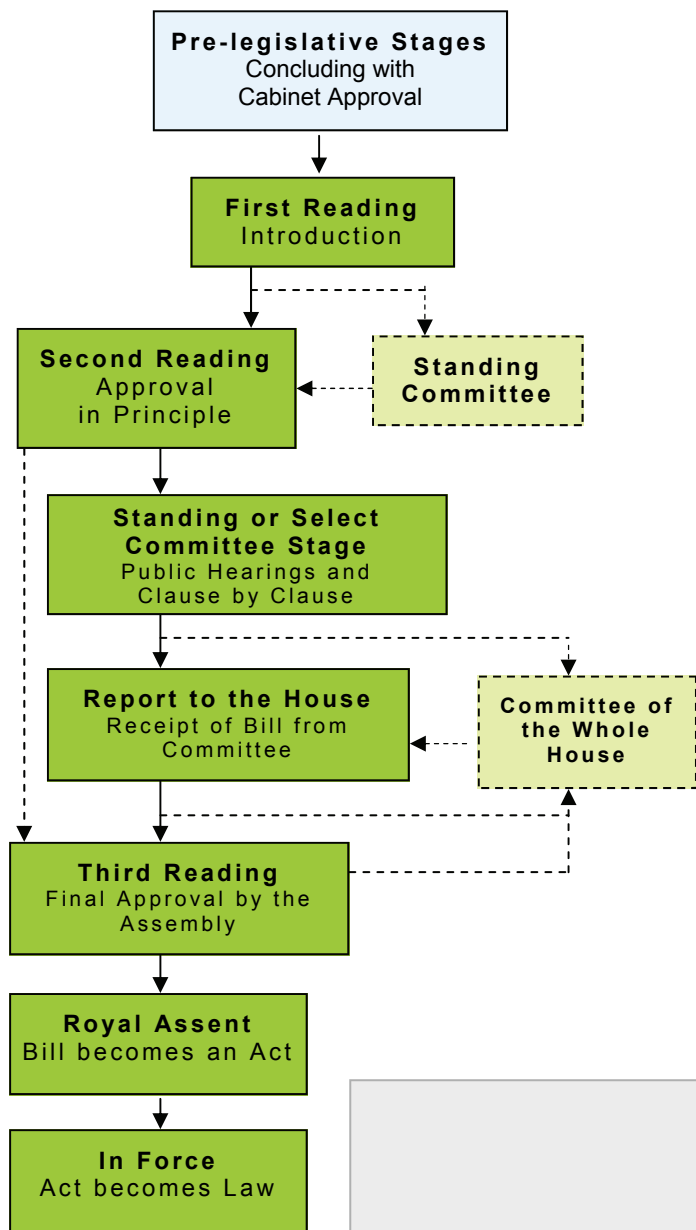 Pre-legislative Stages
Concluding with
Cabinet Approval
First Reading
Introduction
Second Reading
Approval
in Principle
Standing
Committee
Standing or Select
Committee Stage
Public Hearings and
Clause by Clause
Report to the House
Receipt of Bill from
Committee
Committee of
the Whole
House
Third Reading
Final Approval by the
Assembly
Royal Assent
Bill becomes an Act
In Force
Act becomes Law